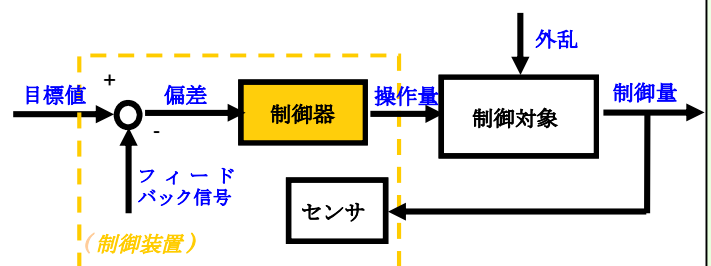 外乱
+
目標値
偏差
操作量
制御量
制御器
制御対象
-
フィード
バック信号
センサ
(制御装置)